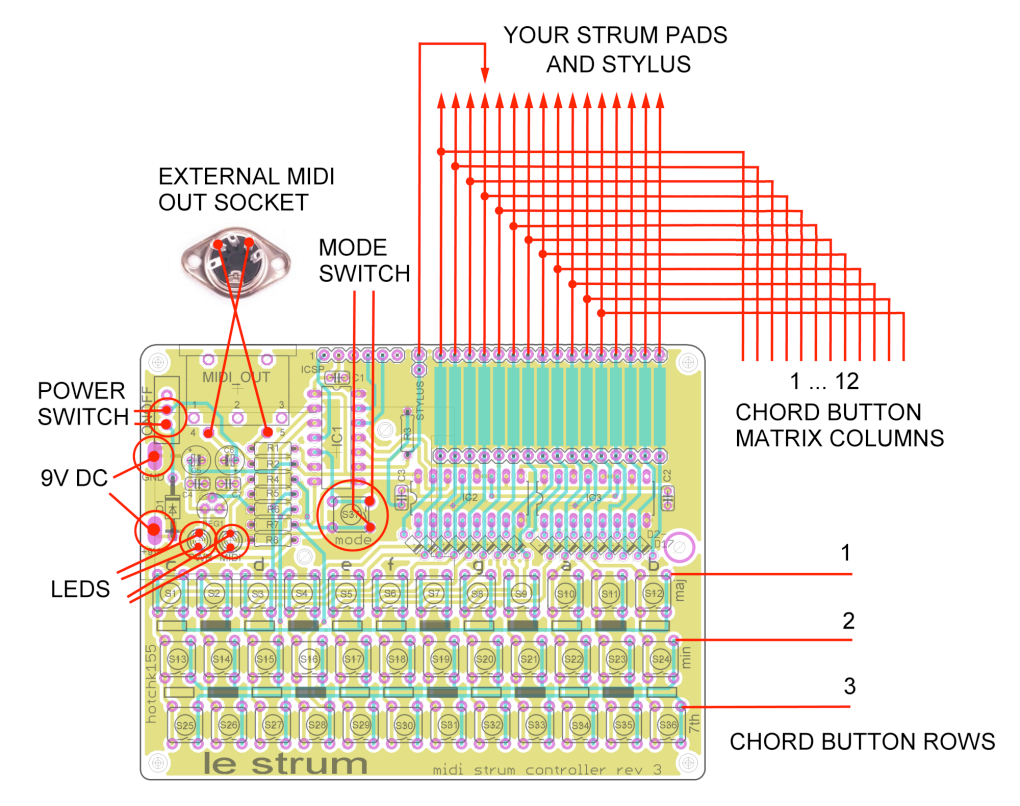 YOUR STRUM PADS
AND STYLUS
EXTERNAL MIDI
OUT SOCKET
MODE
SWITCH
1 ... 12
CHORD BUTTON
MATRIX COLUMNS
POWER
SWITCH
9V DC
LEDS
1
2
3
CHORD BUTTON ROWS
MIDI_OUT
1
2
3
4
5
ON/OFF
GND
1
ICSP
C1
IC1
STYLUS
R3
C3
C2
IC2
IC3
R1
R2
R4
R5
R6
R7
R8
C4
D1
REG1
S37
mode
D2-
D17
c
d
e
f
g
a
b
S1
S2
S3
S4
S5
S6
S7
S8
S9
S10
S11
S12
maj
S13
S14
S15
S16
S17
S18
S19
S20
S21
S22
S23
S24
min
S25
S26
S27
S28
S29
S30
S31
S32
S33
S34
S35
S36
7th
hotchk155
le strum
midi strum controller rev 3